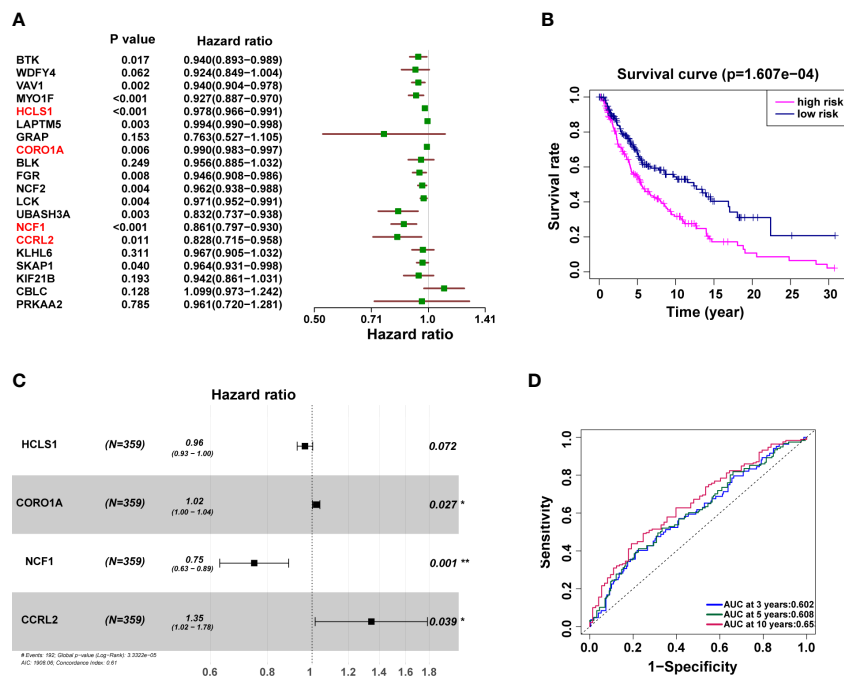 A
P value Hazard ratio
BTK 0.017 0.940(0.893−0.989)
WDFY4 0.062 0.924(0.849−1.004)
VAV1 0.002 0.940(0.904−0.978)
MYO1F <0.001 0.927(0.887−0.970)
HCLS1 <0.001 0.978(0.966−0.991)
LAPTM5 0.003 0.994(0.990−0.998)
GRAP 0.153 0.763(0.527−1.105)
CORO1A 0.006 0.990(0.983−0.997)
BLK 0.249 0.956(0.885−1.032)
FGR 0.008 0.946(0.908−0.986)
NCF2 0.004 0.962(0.938−0.988)
LCK 0.004 0.971(0.952−0.991)
UBASH3A 0.003 0.832(0.737−0.938)
NCF1 <0.001 0.861(0.797−0.930)
CCRL2 0.011 0.828(0.715−0.958)
KLHL6 0.311 0.967(0.905−1.032)
SKAP1 0.040 0.964(0.931−0.998)
KIF21B 0.193 0.942(0.861−1.031)
CBLC 0.128 1.099(0.973−1.242)
PRKAA2 0.785 0.961(0.720−1.281)
0.50 0.71 1.0 1.41
Hazard ratio
B
Survival curve (p=1.607e−04)
high risk
low risk
Survival rate
1.0
0.8
0.6
0.4
0.2
0.0
0 5 10 15 20 25 30
Time (year)
C
Hazard ratio
HCLS1 (N=359) 0.96 0.072
(0.93 − 1.00)
CORO1A (N=359) 1.02 0.027 *
(1.00 − 1.04)
NCF1 (N=359) 0.75 0.001 **
(0.63 − 0.89)
CCRL2 (N=359) 1.35 0.039 *
(1.02 − 1.78)
# Events: 192; Global p−value (Log−Rank): 3.3322e−05
AIC: 1908.06; Concordance Index: 0.61
0.6 0.8 1 1.2 1.4 1.6 1.8
D
Sensitivity
1.0
0.8
0.6
0.4
0.2
0.0
AUC at 3 years:0.602
AUC at 5 years:0.608
AUC at 10 years:0.65
0.0 0.2 0.4 0.6 0.8 1.0
1−Specificity